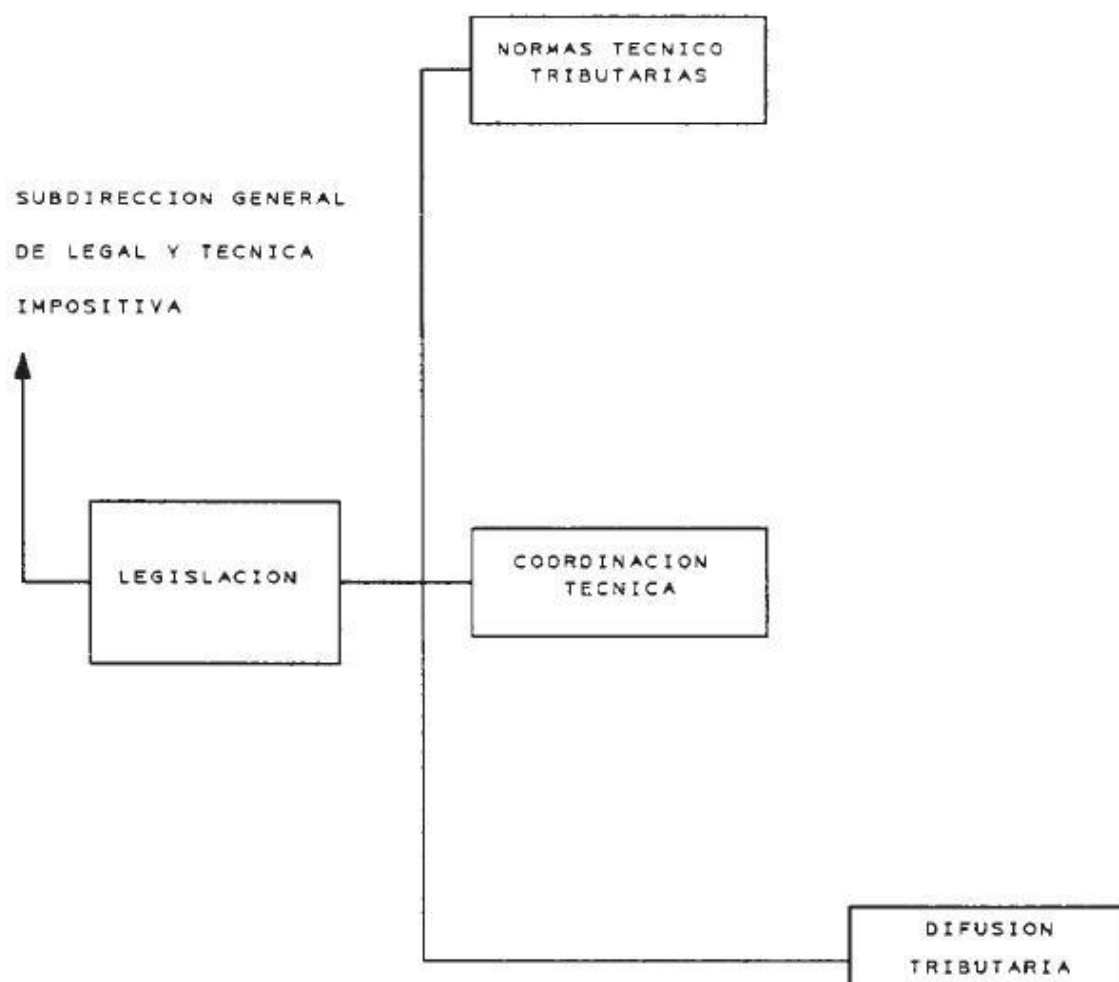 NORMAS TECNICO
TRIBUTARIAS
SUBDIRECCION GENERAL
DE LEGAL Y TECNICA
IMPOSITIVA
LEGISLACION
COORDINACION
TECNICA
DIFUSION
TRIBUTARIA